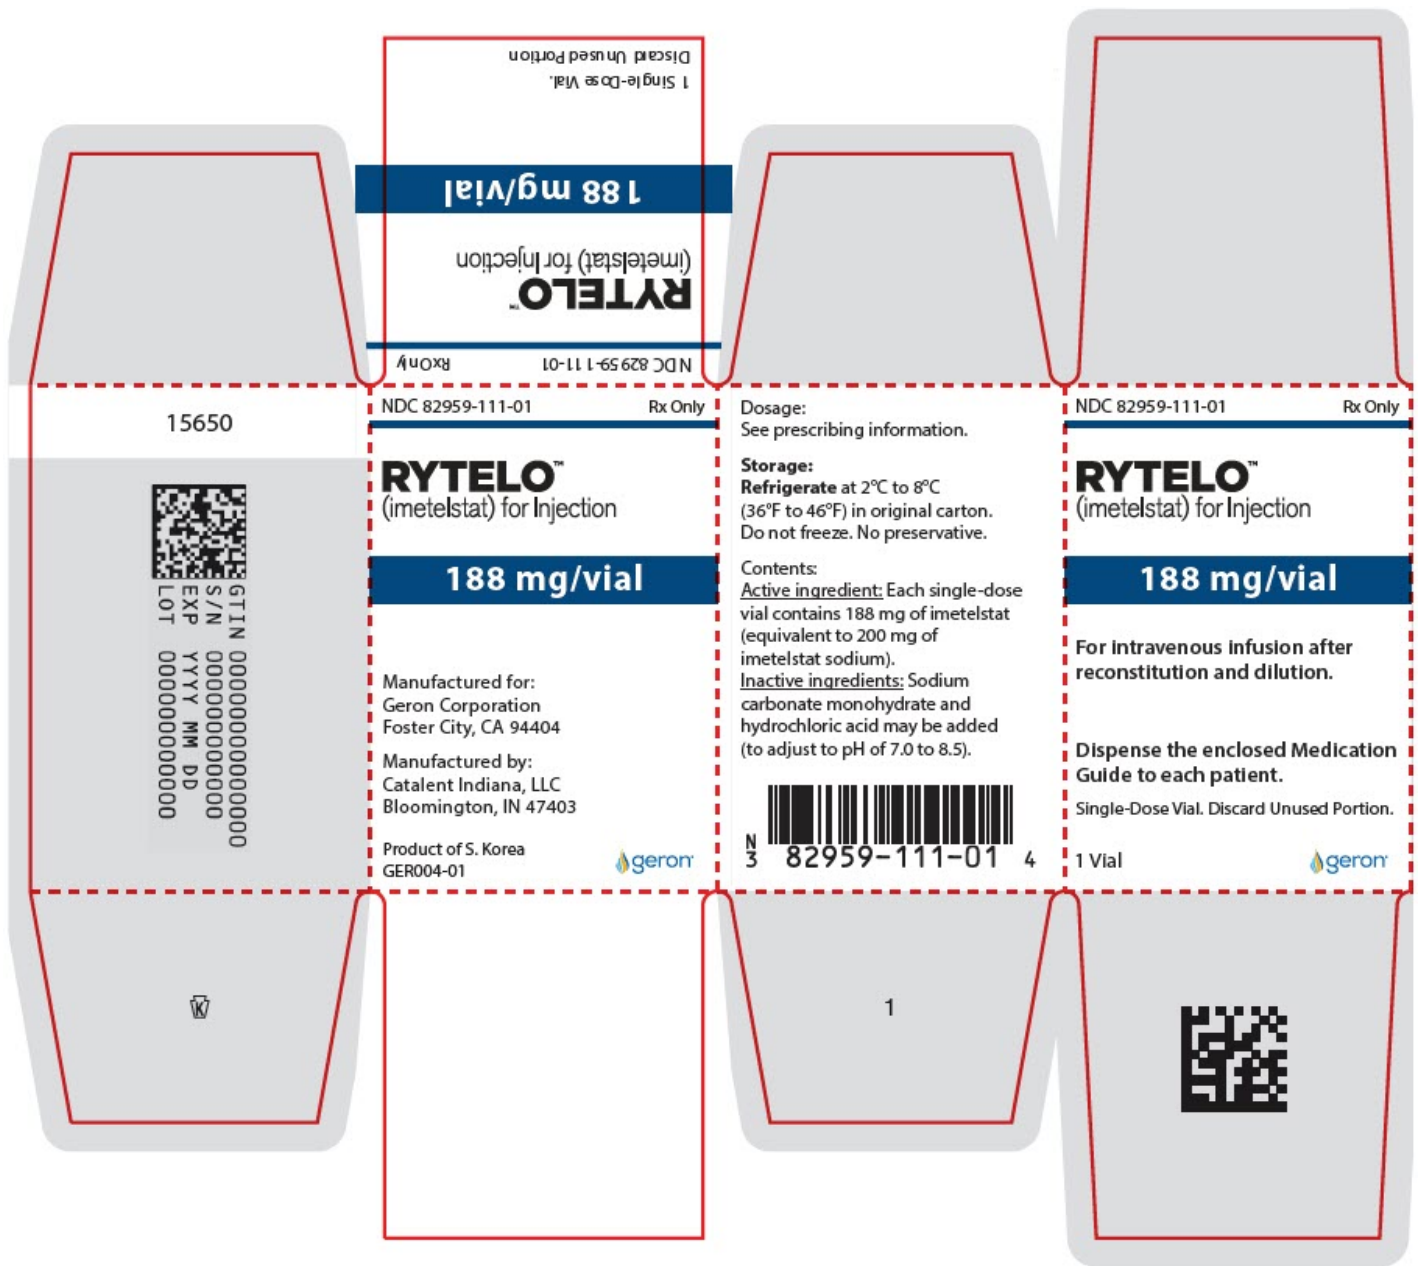 1 Single-Dose Vial.
Discard Unused Portion
188 mg/vial
RYTELO™
(imetelstat) for Injection
NDC 82959-111-01 Rx Only
15650
GTIN 00000000000000
S/N 000000000000
EXP YYYY MM DD
LOT 0000000000
K
NDC 82959-111-01 Rx Only
RYTELO™
(imetelstat) for Injection
188 mg/vial
Manufactured for:
Geron Corporation
Foster City, CA 94404
Manufactured by:
Catalent Indiana, LLC
Bloomington, IN 47403
Product of S. Korea
GER004-01
geron
Dosage:
See prescribing information.
Storage:
Refrigerate at 2°C to 8°C
(36°F to 46°F) in original carton.
Do not freeze. No preservative.
Contents:
Active ingredient: Each single-dose
vial contains 188 mg of imetelstat
(equivalent to 200 mg of
imetelstat sodium).
Inactive ingredients: Sodium
carbonate monohydrate and
hydrochloric acid may be added
(to adjust to pH of 7.0 to 8.5).
N
3 82959-111-01 4
1
NDC 82959-111-01 Rx Only
RYTELO™
(imetelstat) for Injection
188 mg/vial
For intravenous infusion after
reconstitution and dilution.
Dispense the enclosed Medication
Guide to each patient.
Single-Dose Vial. Discard Unused Portion.
1 Vial
geron